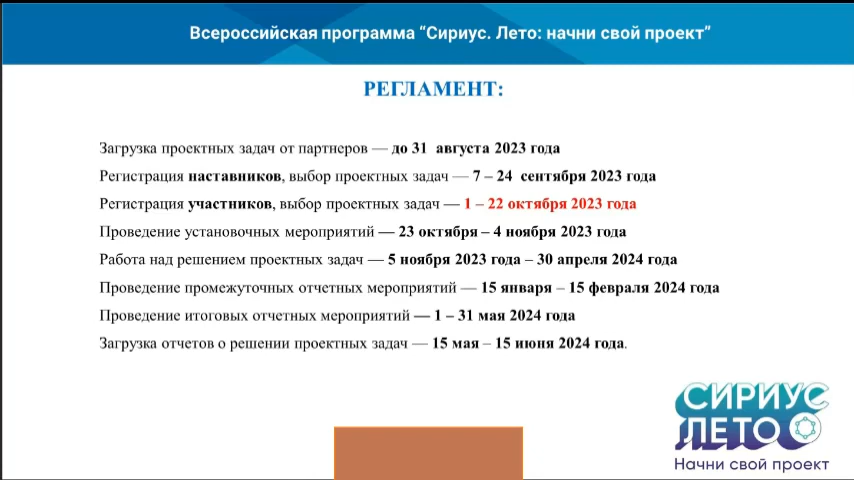 Всероссийская программа “Сириус. Лето: начни свой проект”
РЕГЛАМЕНТ:
Загрузка проектных задач от партнеров — до 31 августа 2023 года
Регистрация наставников, выбор проектных задач — 7 – 24 сентября 2023 года
Регистрация участников, выбор проектных задач — 1 – 22 октября 2023 года
Проведение установочных мероприятий — 23 октября – 4 ноября 2023 года
Работа над решением проектных задач — 5 ноября 2023 года – 30 апреля 2024 года
Проведение промежуточных отчетных мероприятий — 15 января – 15 февраля 2024 года
Проведение итоговых отчетных мероприятий — 1 – 31 мая 2024 года
Загрузка отчетов о решении проектных задач — 15 мая – 15 июня 2024 года.
СИРИУС
ЛЕТО
Начни свой проект